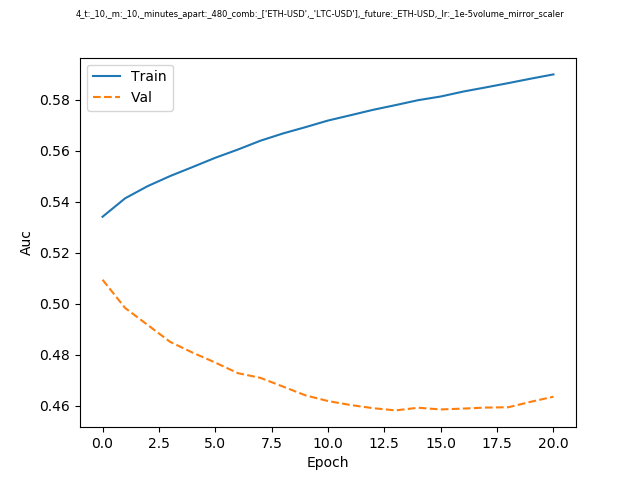 4_t:_10,_m:_10,_minutes_apart:_480_comb:_['ETH-USD',_'LTC-USD'],_future:_ETH-USD,_lr:_1e-5volume_mirror_scaler
Train
Val
0.58
0.56
0.54
0.52
0.50
0.48
0.46
Auc
0.0 2.5 5.0 7.5 10.0 12.5 15.0 17.5 20.0
Epoch